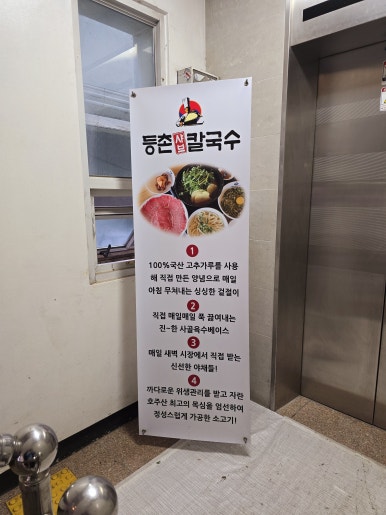 등촌샤브칼국수
1
100%국산 고추가루를 사용
해 직접 만든 양념으로 매일
아침 무쳐내는 싱싱한 겉절이
2
직접 매일매일 푹 끓여내는
진~한 사골육수베이스
3
매일 새벽 시장에서 직접 받는
신선한 야채들!
4
까다로운 위생관리를 받고 자란
호주산 최고의 목심을 엄선하여
정성스럽게 가공한 소고기!